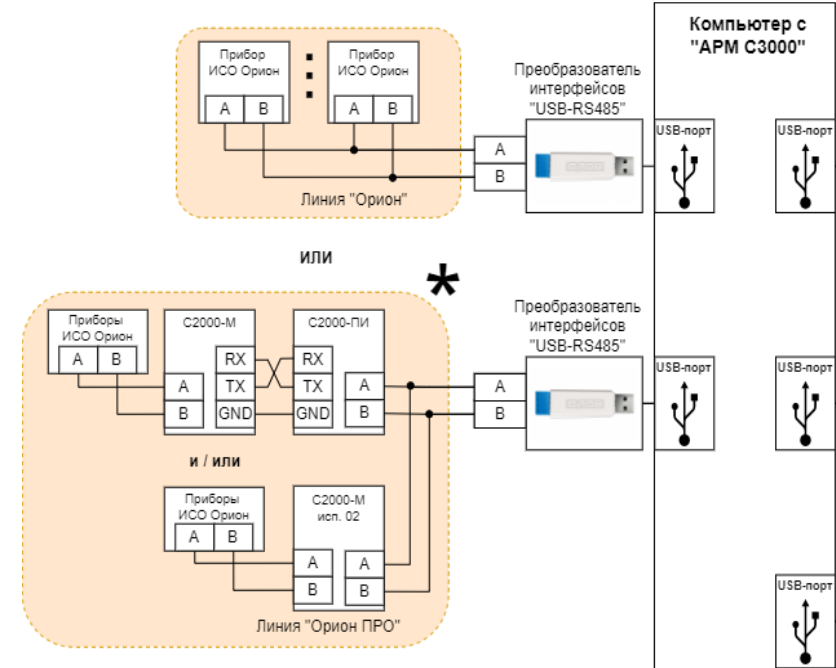 Компьютер с
"АРМ С3000"
Прибор
ИСО Орион
A B
Прибор
ИСО Орион
A B
Преобразователь
интерфейсов
"USB-RS485"
A
B
USB-порт
USB-порт
Линия "Орион"
или
*
Приборы
ИСО Орион
A B
С2000-М
RX
TX
GND
A
B
С2000-ПИ
RX
TX
GND
A
B
Преобразователь
интерфейсов
"USB-RS485"
A
B
USB-порт
USB-порт
и / или
Приборы
ИСО Орион
A B
С2000-М
исп. 02
A
B
A
B
Линия "Орион ПРО"
USB-порт